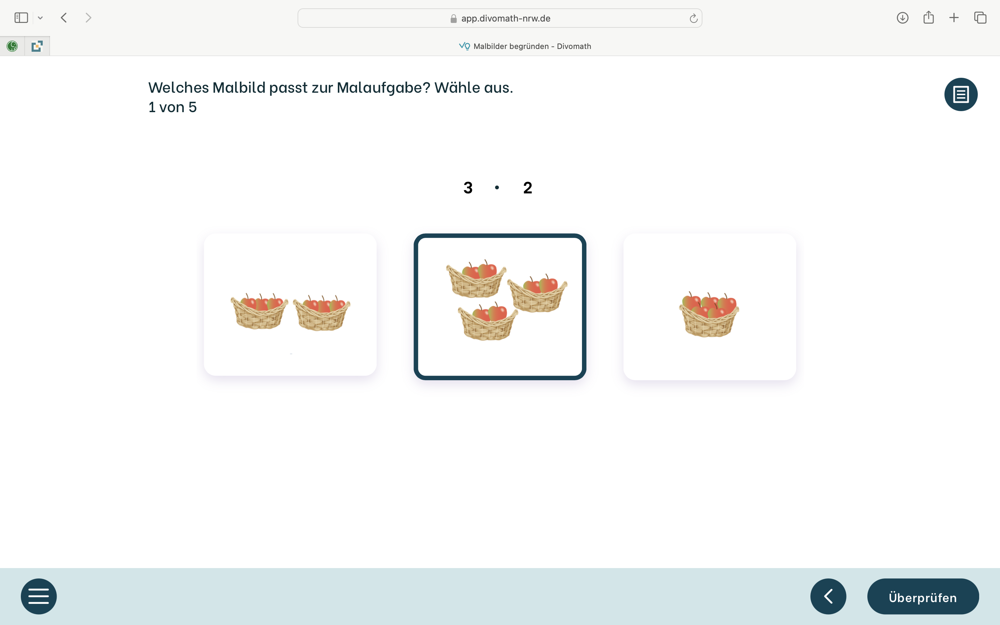 app.divomath-nrw.de
Malbilder begründen - Divomath
Welches Malbild passt zur Malaufgabe? Wähle aus.
1 von 5
3 · 2
Überprüfen